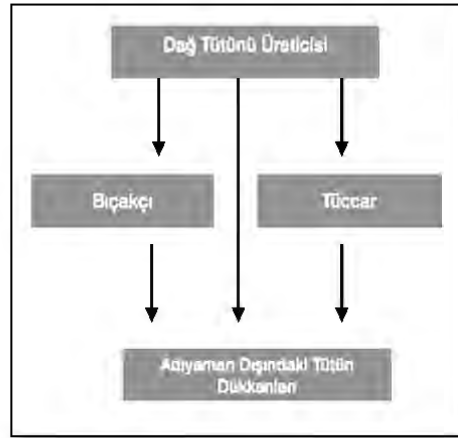 Dağ Tütünü Üreticisi
Bıçakçı
Tüccar
Adıyaman Dışındaki Tütün
Dükkanları